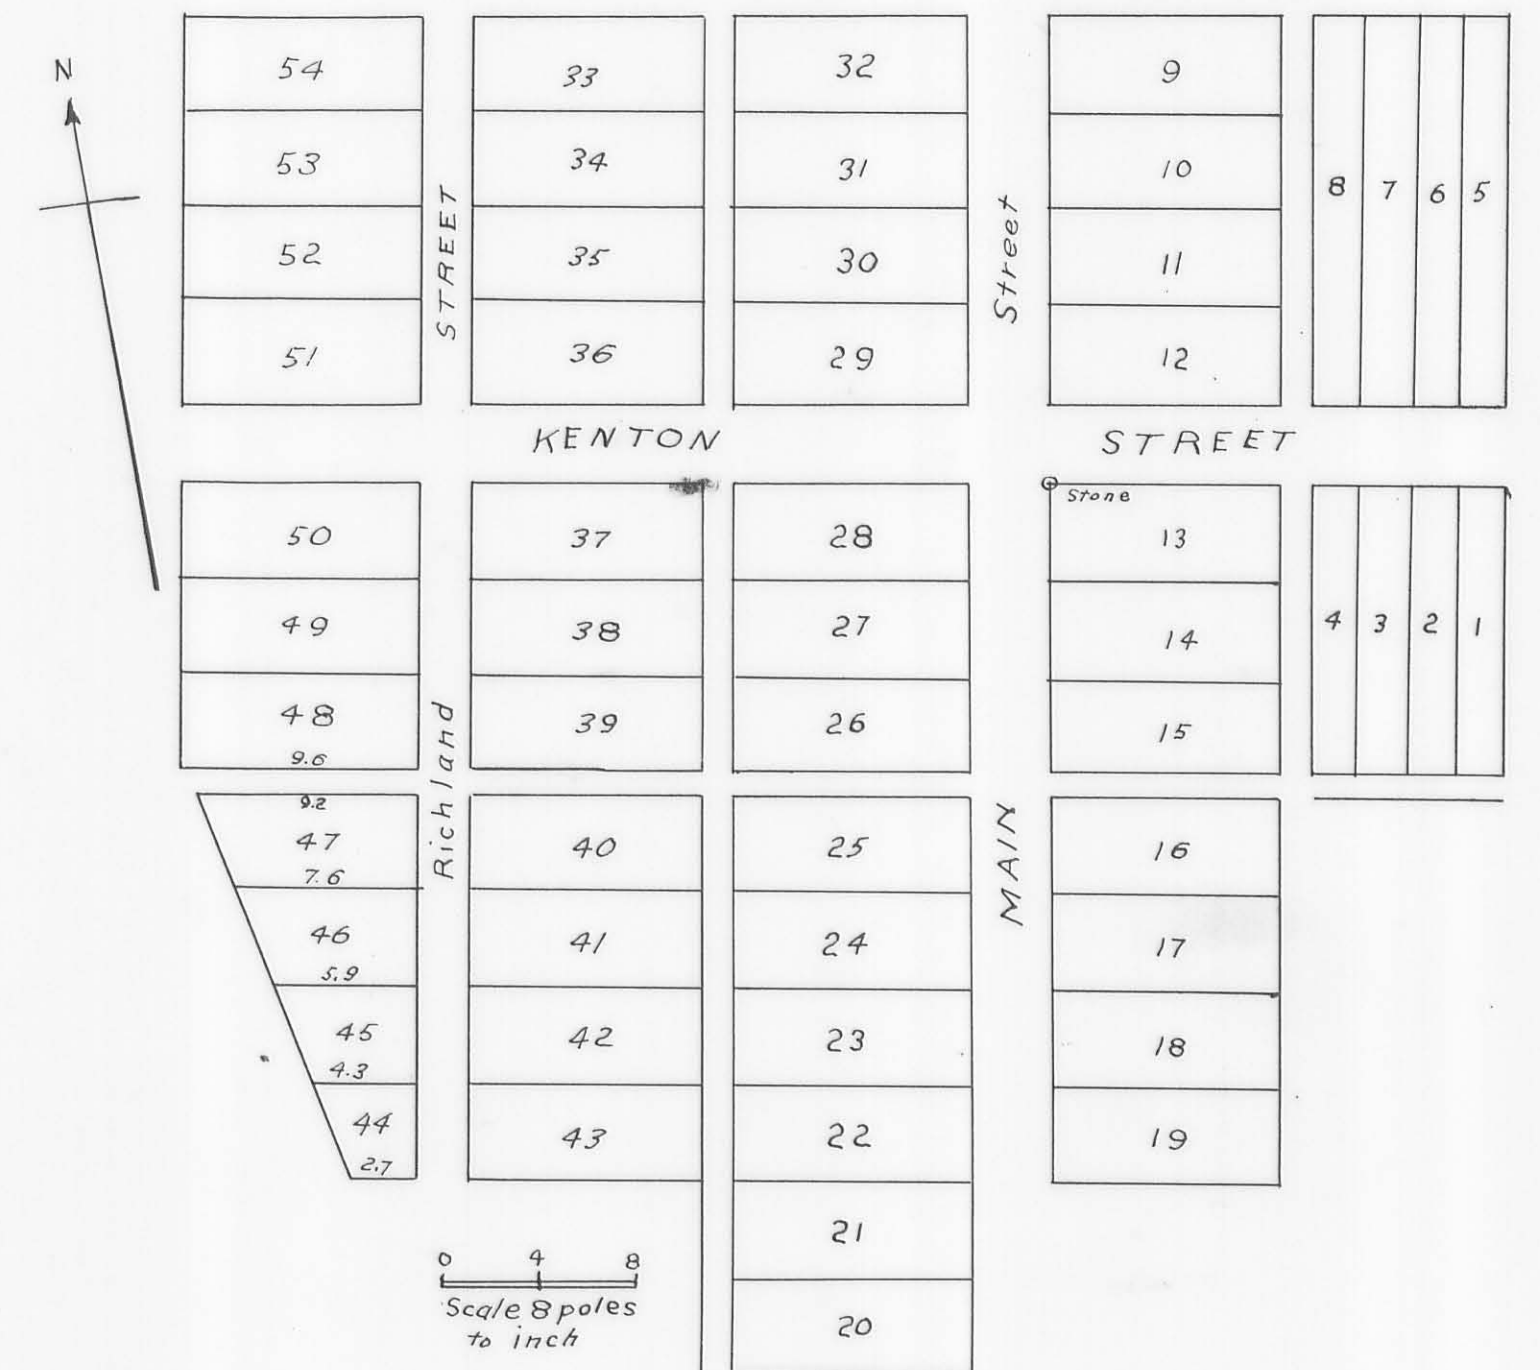 N
54 33 32 9
53 34 31 10 8 7 6 5
52 35 30 11
51 36 29 12
STREET
Street
KENTON STREET
Stone
50 37 28 13
49 38 27 14 4 3 2 1
48 39 26 15
9.6
Richland
MAIN
9.2
47 40 25 16
7.6
46 41 24 17
5.9
45 42 23 18
4.3
44 43 22 19
2.7
21
20
0 4 8
Scale 8 poles
to inch